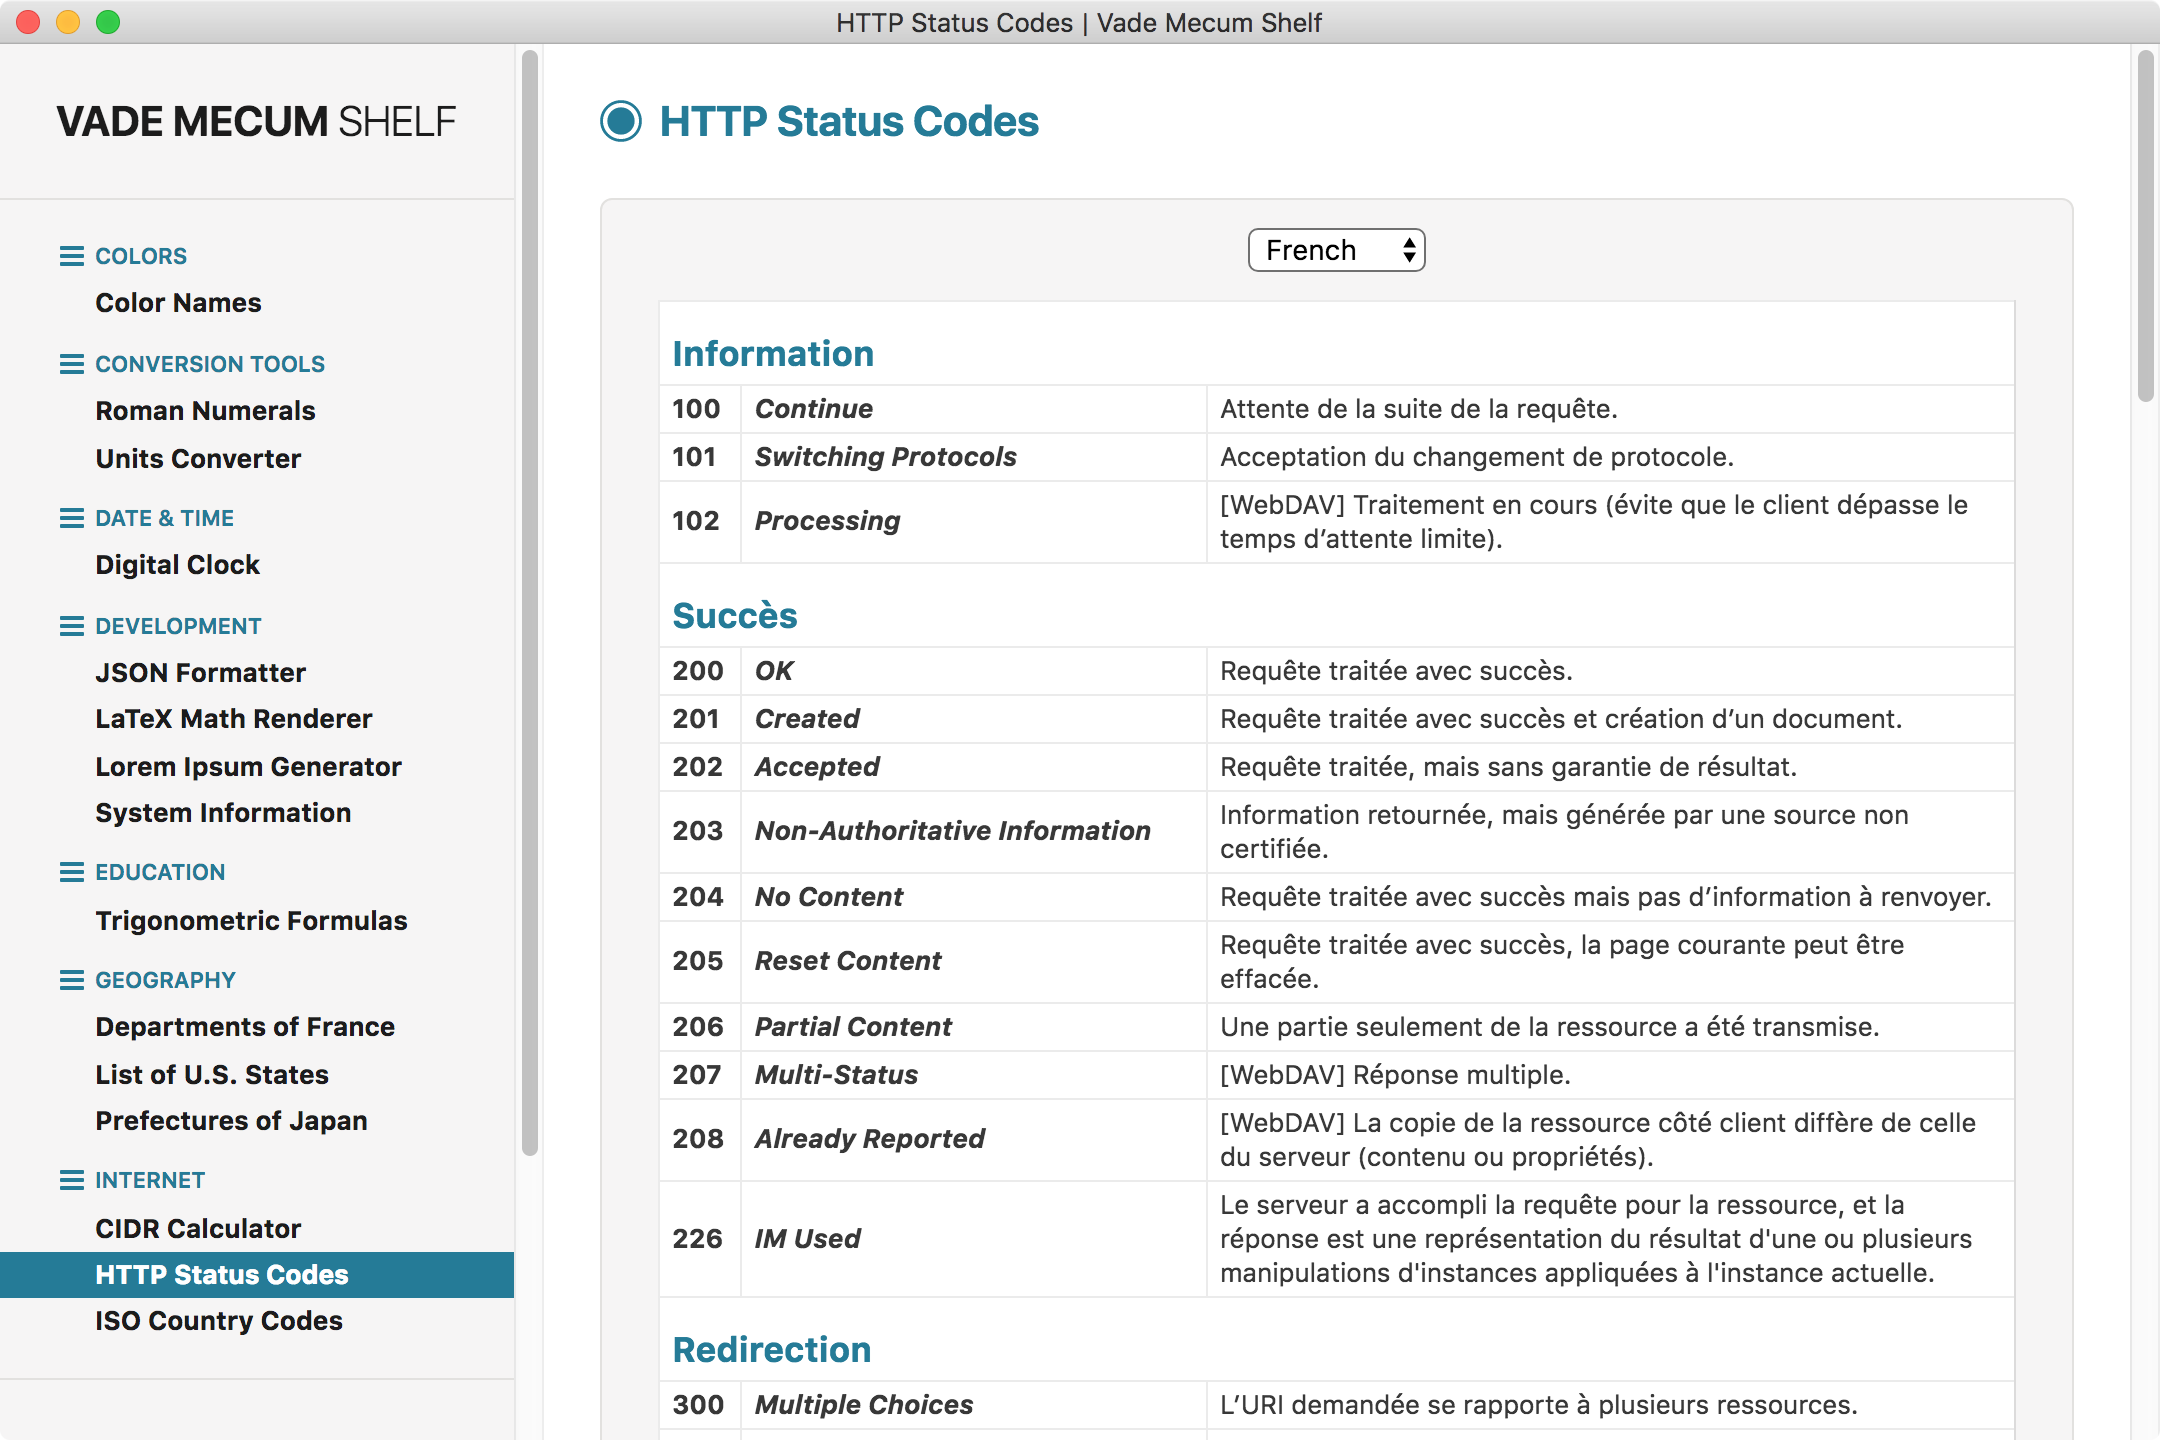 HTTP Status Codes | Vade Mecum Shelf
VADE MECUM SHELF
COLORS
Color Names
CONVERSION TOOLS
Roman Numerals
Units Converter
DATE & TIME
Digital Clock
DEVELOPMENT
JSON Formatter
LaTeX Math Renderer
Lorem Ipsum Generator
System Information
EDUCATION
Trigonometric Formulas
GEOGRAPHY
Departments of France
List of U.S. States
Prefectures of Japan
INTERNET
CIDR Calculator
HTTP Status Codes
ISO Country Codes
HTTP Status Codes
French
Information
100 Continue Attente de la suite de la requête.
101 Switching Protocols Acceptation du changement de protocole.
102 Processing [WebDAV] Traitement en cours (évite que le client dépasse le
temps d’attente limite).
Succès
200 OK Requête traitée avec succès.
201 Created Requête traitée avec succès et création d’un document.
202 Accepted Requête traitée, mais sans garantie de résultat.
203 Non-Authoritative Information Information retournée, mais générée par une source non
certifiée.
204 No Content Requête traitée avec succès mais pas d’information à renvoyer.
205 Reset Content Requête traitée avec succès, la page courante peut être
effacée.
206 Partial Content Une partie seulement de la ressource a été transmise.
207 Multi-Status [WebDAV] Réponse multiple.
208 Already Reported [WebDAV] La copie de la ressource côté client diffère de celle
du serveur (contenu ou propriétés).
226 IM Used Le serveur a accompli la requête pour la ressource, et la
réponse est une représentation du résultat d'une ou plusieurs
manipulations d'instances appliquées à l'instance actuelle.
Redirection
300 Multiple Choices L’URI demandée se rapporte à plusieurs ressources.